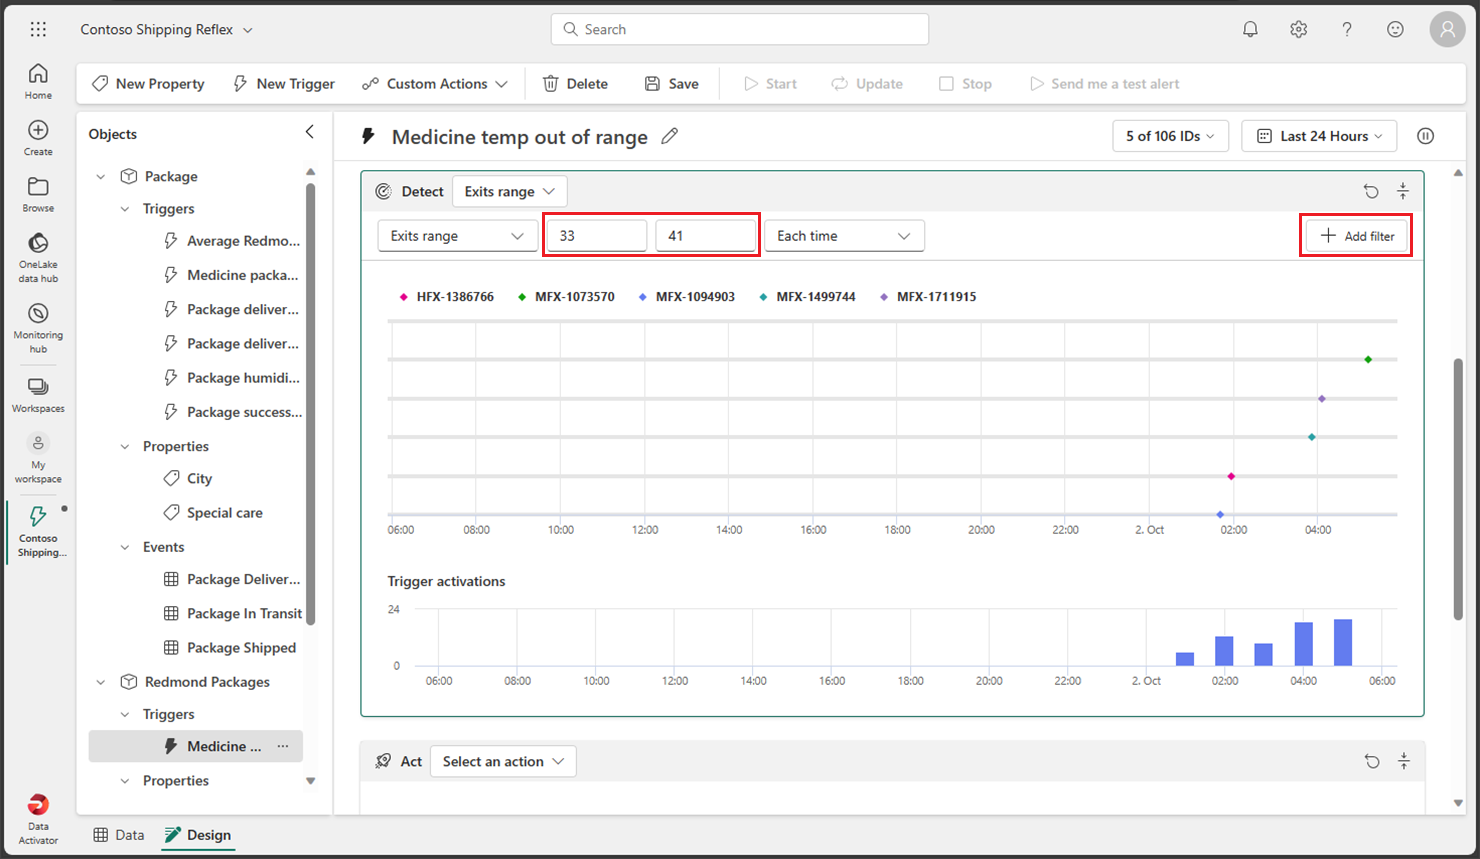 Contoso Shipping Reflex
Search
Home
Create
Browse
OneLake
data hub
Monitoring
hub
Workspaces
My
workspace
Contoso
Shipping...
Data
Activator
New Property
New Trigger
Custom Actions
Delete
Save
Start
Update
Stop
Send me a test alert
Objects
Package
Triggers
Average Redmo...
Medicine packa...
Package deliver...
Package deliver...
Package humidi...
Package success...
Properties
City
Special care
Events
Package Deliver...
Package In Transit
Package Shipped
Redmond Packages
Triggers
Medicine ...
Properties
Data
Design
Medicine temp out of range
5 of 106 IDs
Last 24 Hours
Detect
Exits range
Exits range
33
41
Each time
Add filter
HFX-1386766
MFX-1073570
MFX-1094903
MFX-1499744
MFX-1711915
06:00 08:00 10:00 12:00 14:00 16:00 18:00 20:00 22:00 2. Oct 02:00 04:00
Trigger activations
24
0
06:00 08:00 10:00 12:00 14:00 16:00 18:00 20:00 22:00 2. Oct 02:00 04:00 06:00
Act
Select an action